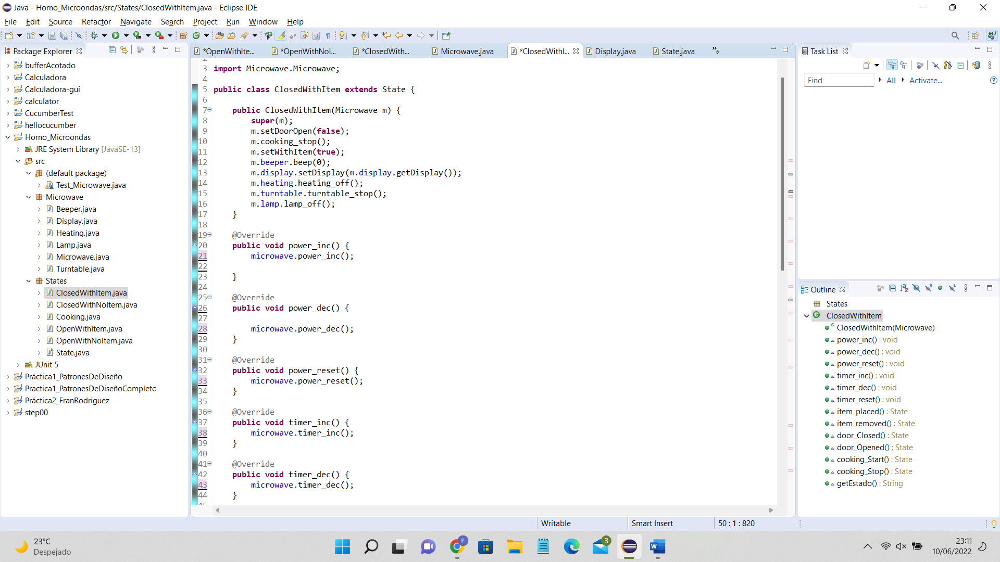 Java - Horno_Microondas/src/States/ClosedWithItem.java - Eclipse IDE
File Edit Source Refactor Navigate Search Project Run Window Help
Package Explorer
bufferAcotado
Calculadora
Calculadora-gui
calculator
CucumberTest
hellocucumber
Horno_Microondas
JRE System Library [JavaSE-13]
src
(default package)
Test_Microwave.java
Microwave
Beeper.java
Display.java
Heating.java
Lamp.java
Microwave.java
Turntable.java
States
ClosedWithItem.java
ClosedWithNoItem.java
Cooking.java
OpenWithItem.java
OpenWithNoItem.java
State.java
JUnit 5
Práctica1_PatronesDeDiseño
Practica1_PatronesDeDiseñoCompleto
Práctica2_FranRodriguez
step00
*OpenWithIte... *OpenWithNoI... *ClosedWith... Microwave.java *ClosedWithI... Display.java State.java »6
2
3 import Microwave.Microwave;
4
5 public class ClosedWithItem extends State {
6
7 public ClosedWithItem(Microwave m) {
8 super(m);
9 m.setDoorOpen(false);
10 m.cooking_stop();
11 m.setWithItem(true);
12 m.beeper.beep(0);
13 m.display.setDisplay(m.display.getDisplay());
14 m.heating.heating_off();
15 m.turntable.turntable_stop();
16 m.lamp.lamp_off();
17 }
18
19 @Override
20 public void power_inc() {
21 microwave.power_inc();
22
23 }
24
25 @Override
26 public void power_dec() {
27
28 microwave.power_dec();
29 }
30
31 @Override
32 public void power_reset() {
33 microwave.power_reset();
34 }
35
36 @Override
37 public void timer_inc() {
38 microwave.timer_inc();
39 }
40
41 @Override
42 public void timer_dec() {
43 microwave.timer_dec();
44 }
45
Task List
Find All Activate...
Outline
States
ClosedWithItem
ClosedWithItem(Microwave)
power_inc() : void
power_dec() : void
power_reset() : void
timer_inc() : void
timer_dec() : void
timer_reset() : void
item_placed() : State
item_removed() : State
door_Closed() : State
door_Opened() : State
cooking_Start() : State
cooking_Stop() : State
getEstado() : String
Writable Smart Insert 50 : 1 : 820
23°C
Despejado
F
3
23:11
10/06/2022